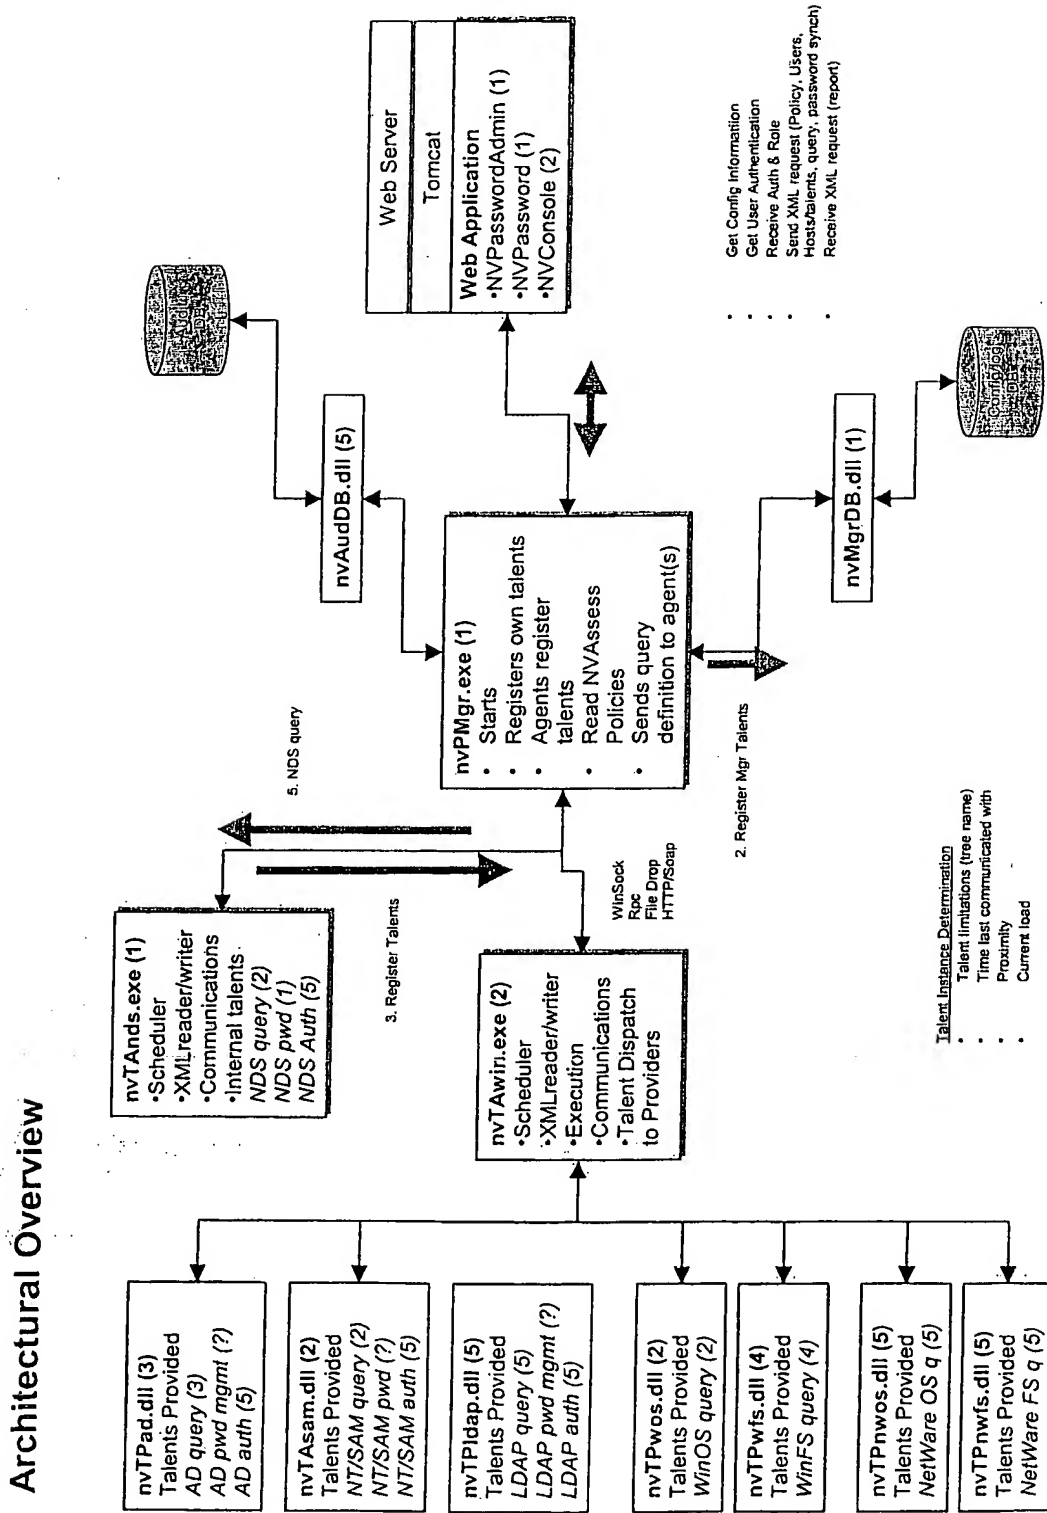 Architectural Overview
nvTPad.dll (3)
Talents Provided
AD query (3)
AD pwd mgmt (?)
AD auth (5)
nvTAsam.dll (2)
Talents Provided
NT/SAM query (2)
NT/SAM pwd (?)
NT/SAM auth (5)
nvTPldap.dll (5)
Talents Provided
LDAP query (5)
LDAP pwd mgmt (?)
LDAP auth (5)
nvTPwos.dll (2)
Talents Provided
WinOS query (2)
nvTPwfs.dll (4)
Talents Provided
WinFS query (4)
nvTPnwos.dll (5)
Talents Provided
NetWare OS q (5)
nvTPnwfs.dll (5)
Talents Provided
NetWare FS q (5)
nvTAnds.exe (1)
•Scheduler
•XMLreader/writer
•Communications
•Internal talents
NDS query (2)
NDS pwd (1)
NDS Auth (5)
nvTAwin.exe (2)
•Scheduler
•XMLreader/writer
•Execution
•Communications
•Talent Dispatch
to Providers
3. Register Talents
5. NDS query
WinSock
Rpc
File Drop
HTTP/Soap
Talent Instance Determination
• Talent limitations (tree name)
• Time last communicated with
• Proximity
• Current load
nvPMgr.exe (1)
• Starts
• Registers own talents
• Agents register
talents
• Read NVAssess
Policies
• Sends query
definition to agent(s)
2. Register Mgr Talents
nvAudDB.dll (5)
nvMgrDB.dll (1)
Auditing
DB
Config/log
DB
Web Server
Tomcat
Web Application
•NVPasswordAdmin (1)
•NVPassword (1)
•NVConsole (2)
• Get Config Information
• Get User Authentication
• Receive Auth & Role
• Send XML request (Policy, Users,
Hosts/talents, query, password synch)
• Receive XML request (report)